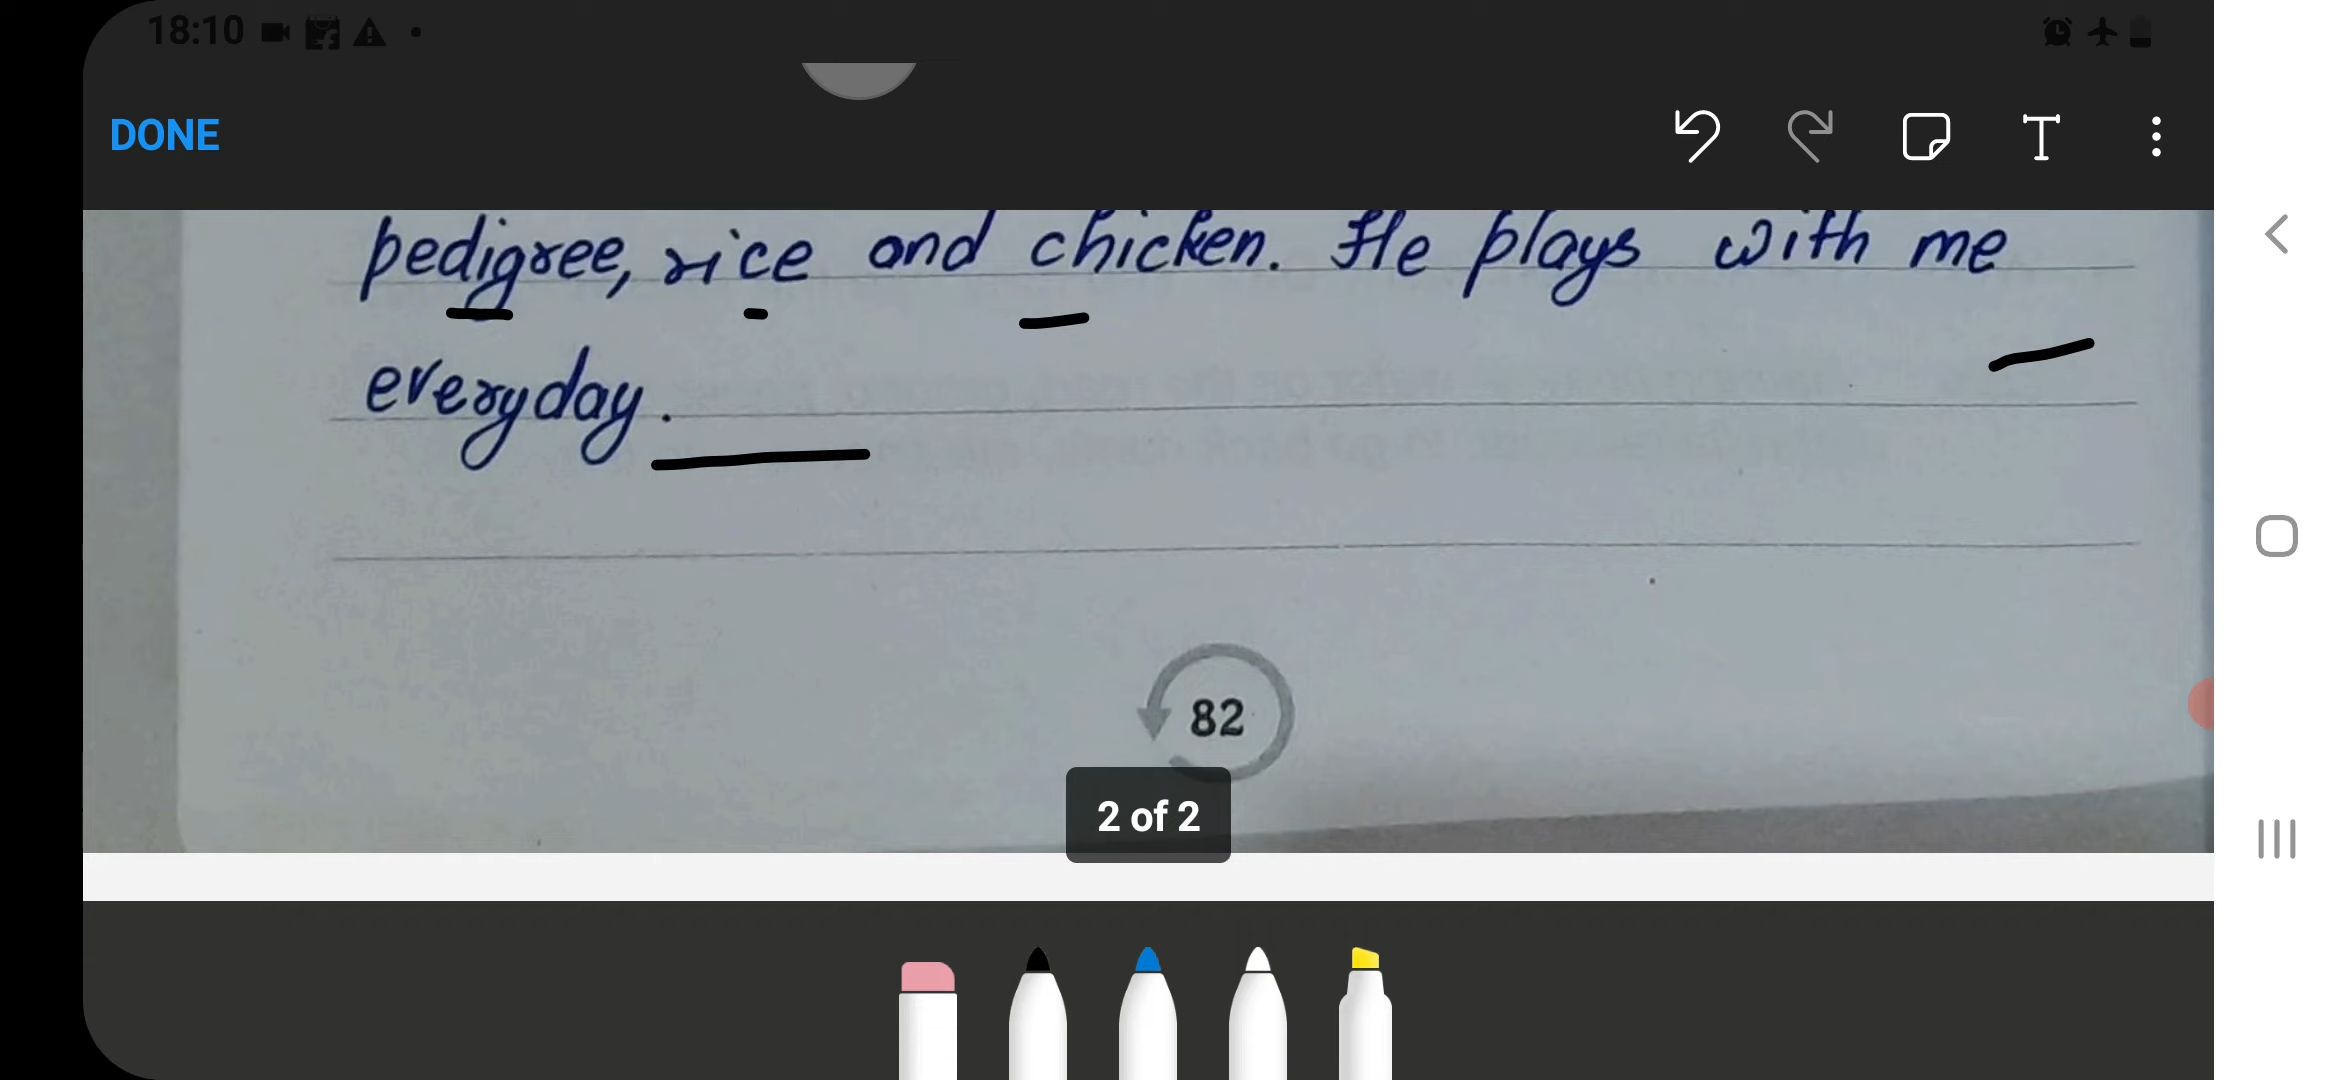 18:10
DONE
T
pedigree, rice and chicken. He plays with me
everyday.
82
2 of 2